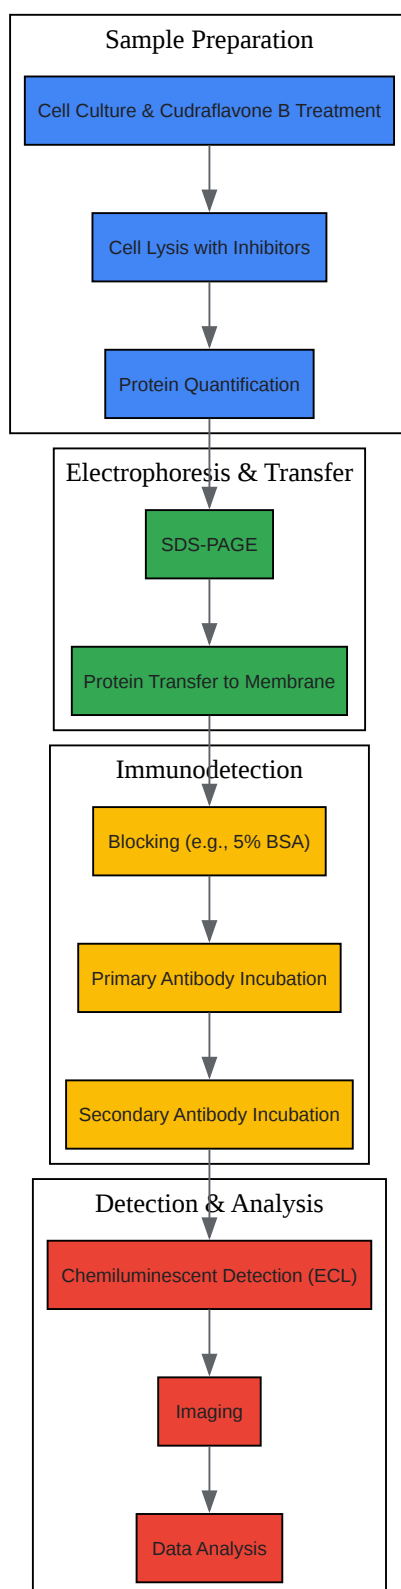 Sample Preparation
Cell Culture & Cudraflavone B Treatment
Cell Lysis with Inhibitors
Protein Quantification
Electrophoresis & Transfer
SDS-PAGE
Protein Transfer to Membrane
Immunodetection
Blocking (e.g., 5% BSA)
Primary Antibody Incubation
Secondary Antibody Incubation
Detection & Analysis
Chemiluminescent Detection (ECL)
Imaging
Data Analysis